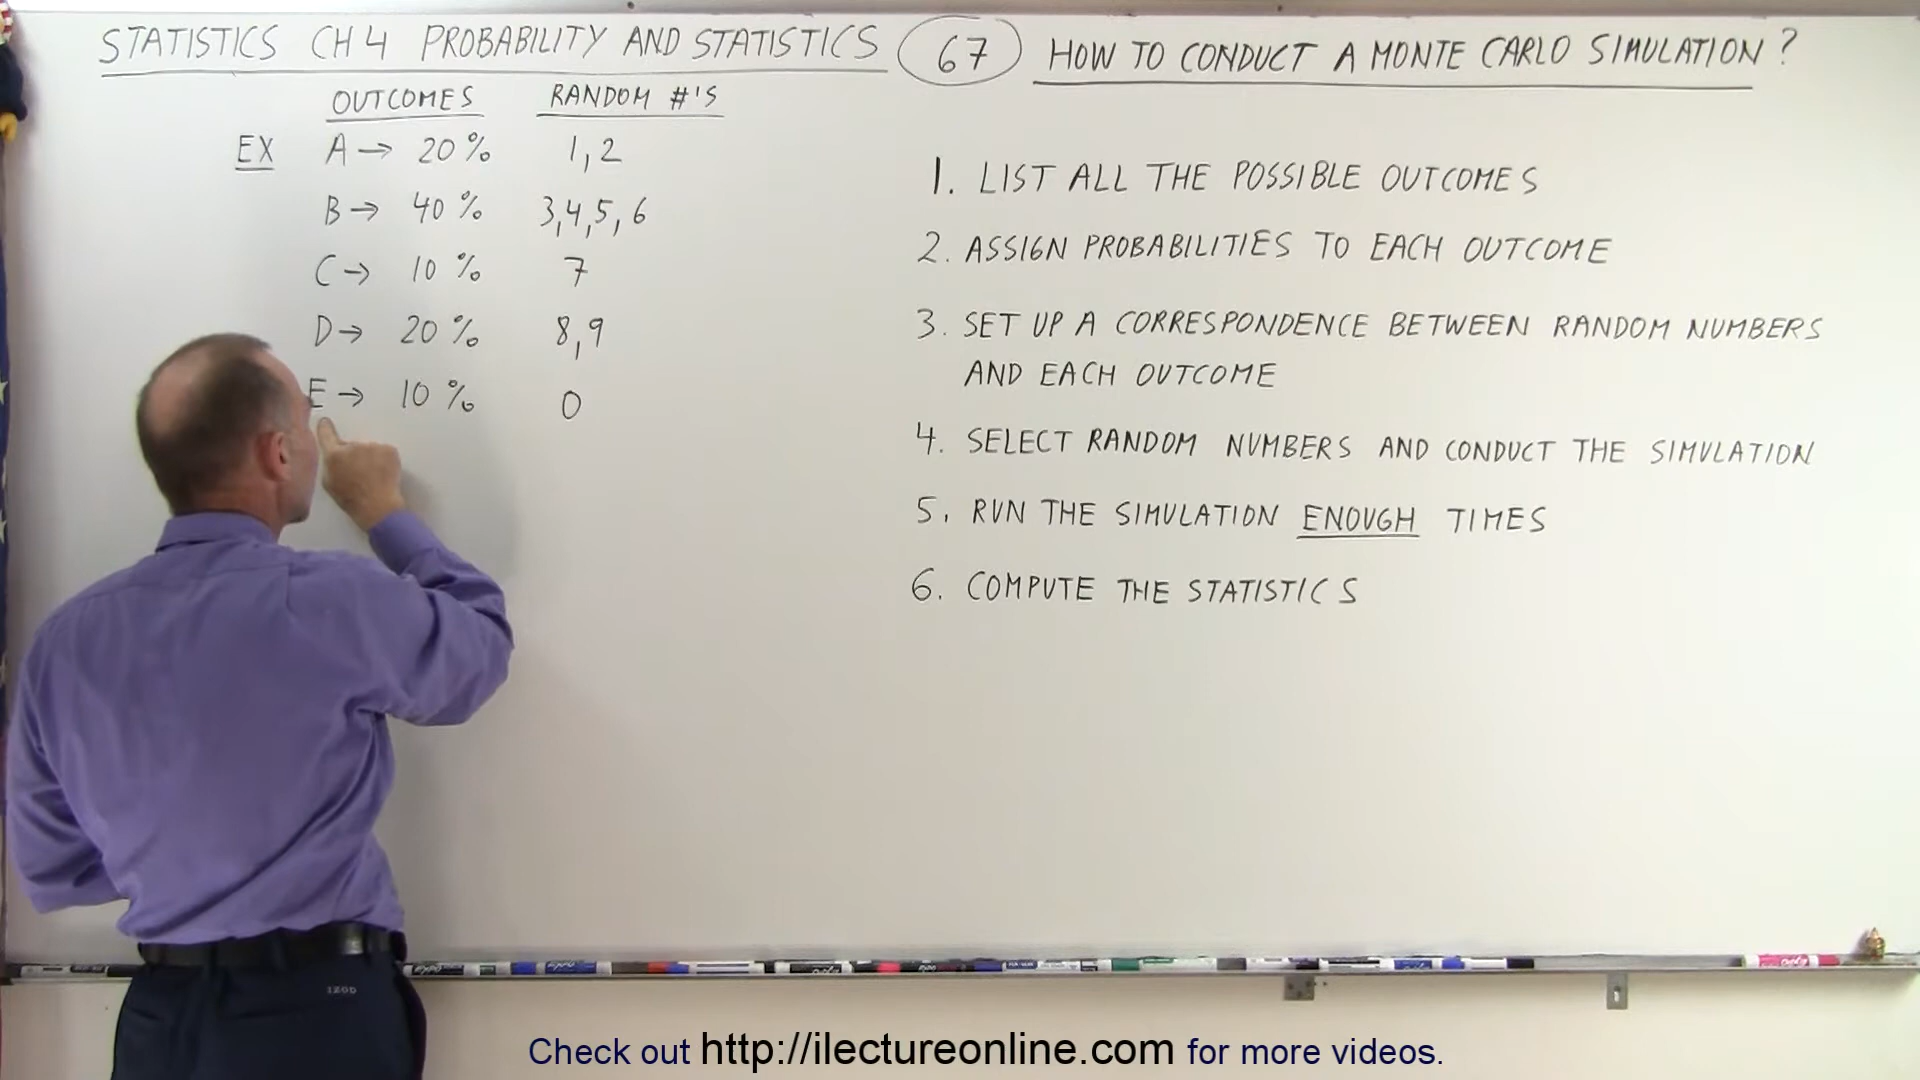 STATISTICS CH 4 PROBABILITY AND STATISTICS 67 HOW TO CONDUCT A MONTE CARLO SIMULATION?
OUTCOMES RANDOM #'S
EX A → 20% 1,2
B → 40% 3,4,5,6
C → 10% 7
D → 20% 8,9
E → 10% 0
1. LIST ALL THE POSSIBLE OUTCOMES
2. ASSIGN PROBABILITIES TO EACH OUTCOME
3. SET UP A CORRESPONDENCE BETWEEN RANDOM NUMBERS
AND EACH OUTCOME
4. SELECT RANDOM NUMBERS AND CONDUCT THE SIMULATION
5. RUN THE SIMULATION ENOUGH TIMES
6. COMPUTE THE STATISTICS
IZOD
Check out http://ilectureonline.com for more videos.